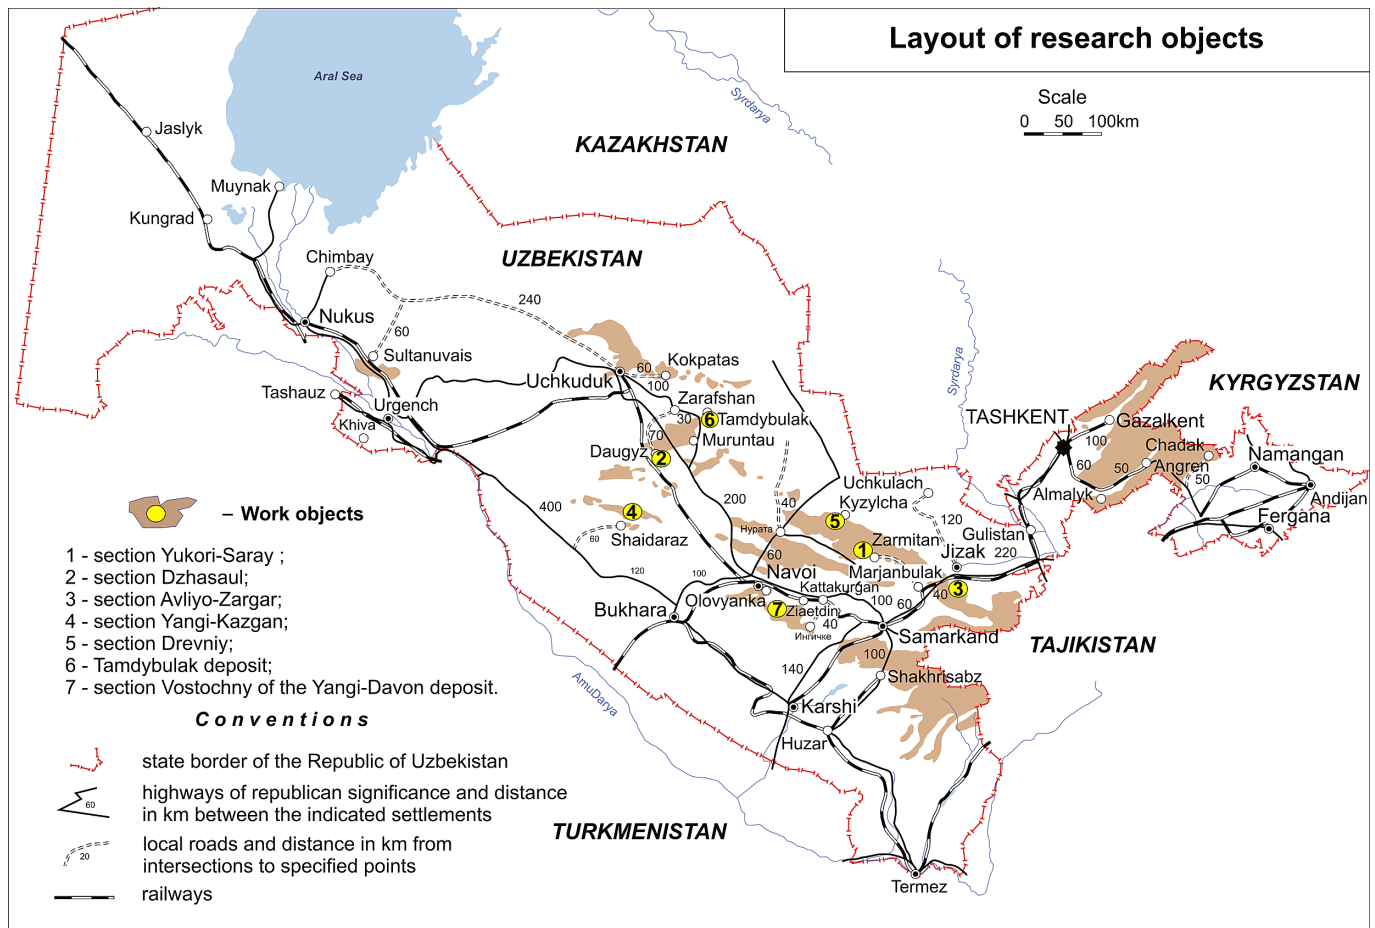 Layout of research objects
Scale
0 50 100km
Aral Sea
Syrdarya
KAZAKHSTAN
Jaslyk
Muynak
Kungrad
Chimbay
UZBEKISTAN
240
Nukus
60
Sultanuvais
Syrdarya
Kokpatas
60
100
Uchkuduk
KYRGYZSTAN
Tashauz
Urgench
Khiva
Zarafshan
30
6
Tamdybulak
70
Muruntau
Daugyz
2
TASHKENT
Gazalkent
100
Chadak
60
50
Angren
50
Almalyk
Namangan
Andijan
Fergana
Uchkulach
Kyzylcha
400
200
40
4
5
120
Gulistan
60
Shaidaraz
Нурата
60
1
Zarmitan
Jizak
220
– Work objects
1 - section Yukori-Saray ;
2 - section Dzhasaul;
3 - section Avliyo-Zargar;
4 - section Yangi-Kazgan;
5 - section Drevniy;
6 - Tamdybulak deposit;
7 - section Vostochny of the Yangi-Davon deposit.
120
100
Navoi
Marjanbulak
Kattakurgan
40
3
Bukhara
Olovyanka
7
Ziaetdin
100
60
40
Ингичке
Samarkand
TAJIKISTAN
100
140
Shakhrisabz
AmuDarya
Karshi
Huzar
TURKMENISTAN
Termez
Conventions
state border of the Republic of Uzbekistan
60
highways of republican significance and distance
in km between the indicated settlements
20
local roads and distance in km from
intersections to specified points
railways